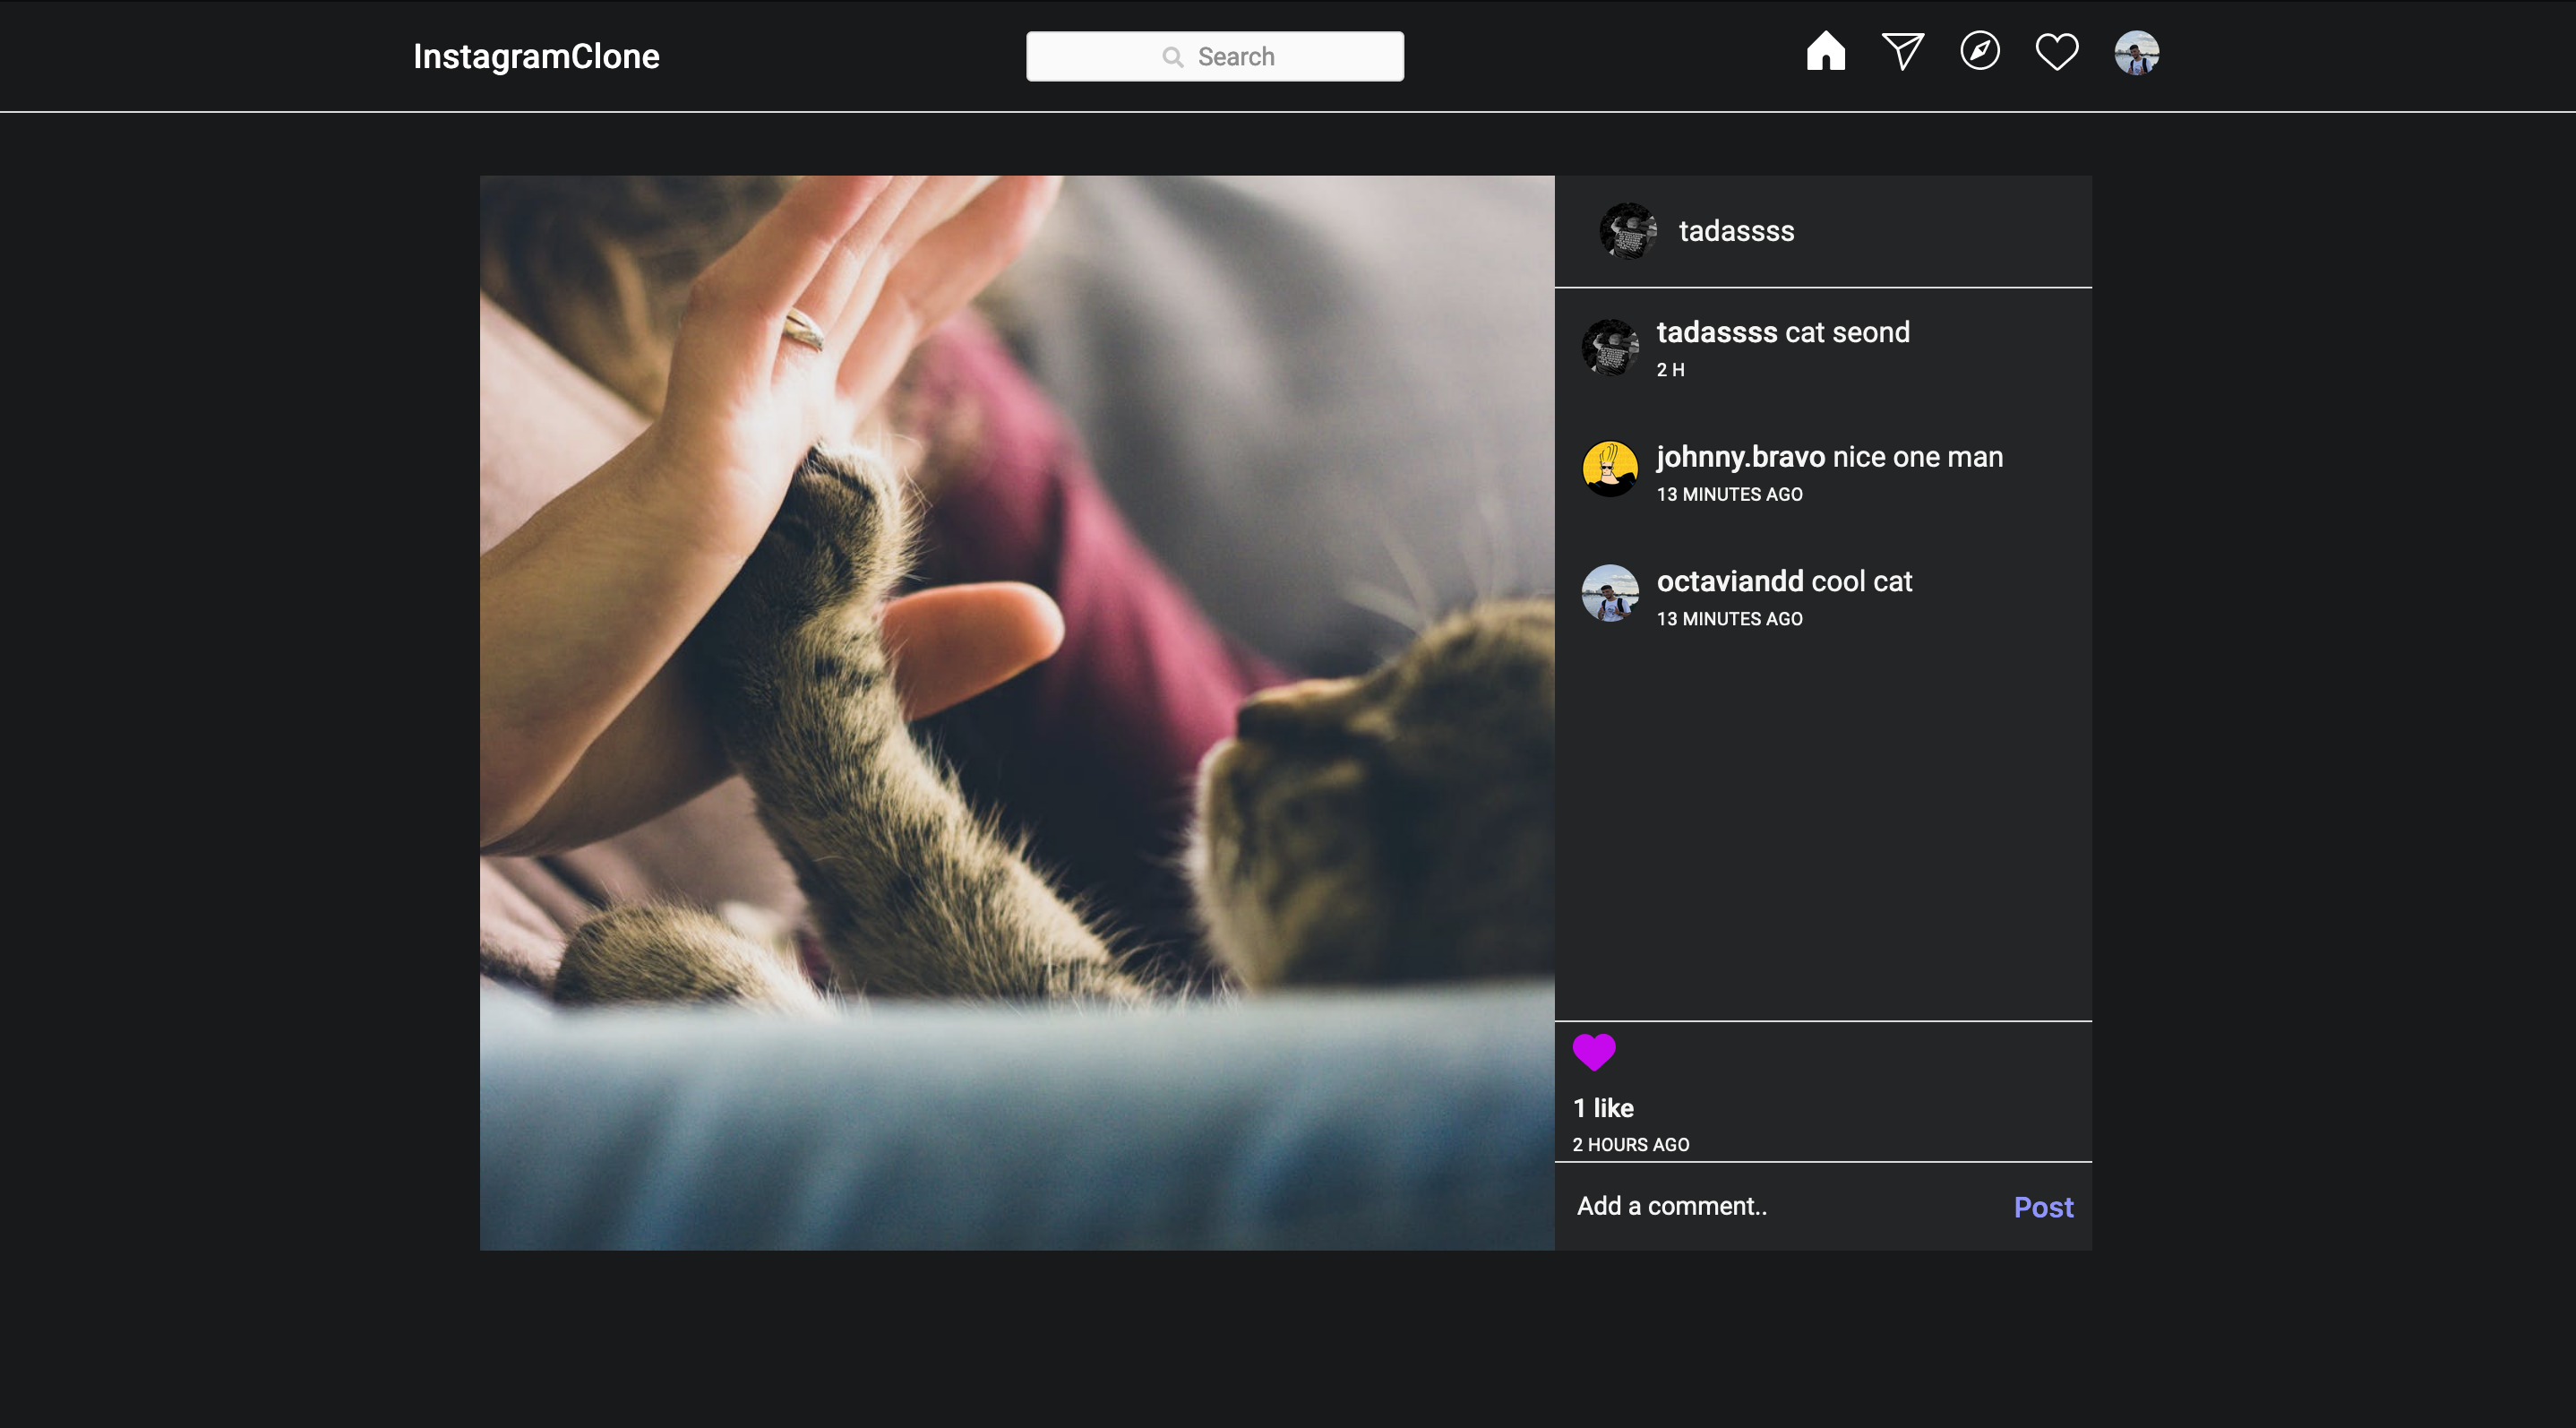 InstagramClone
Search
tadassss
tadassss cat seond
2 H
johnny.bravo nice one man
13 MINUTES AGO
octaviandd cool cat
13 MINUTES AGO
1 like
2 HOURS AGO
Add a comment..
Post